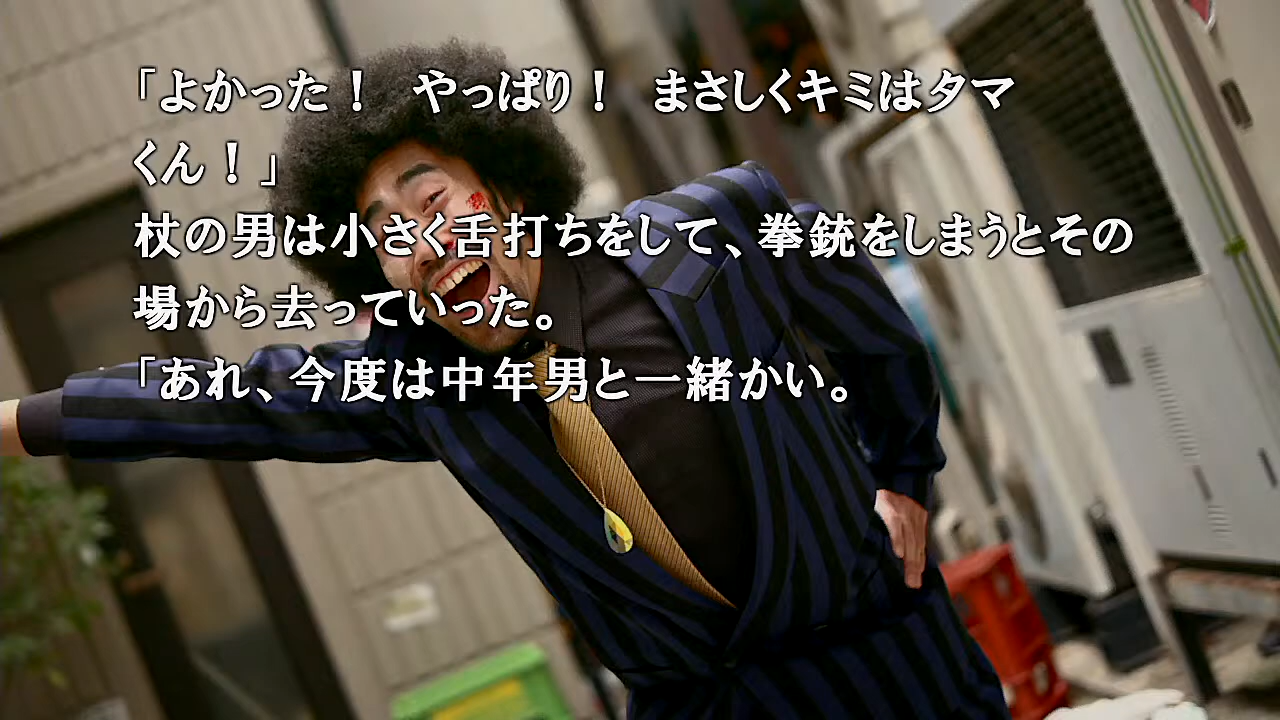 「よかった！　やっぱり！　まさしくキミはタマ
くん！」
杖の男は小さく舌打ちをして、拳銃をしまうとその
場から去っていった。
「あれ、今度は中年男と一緒かい。